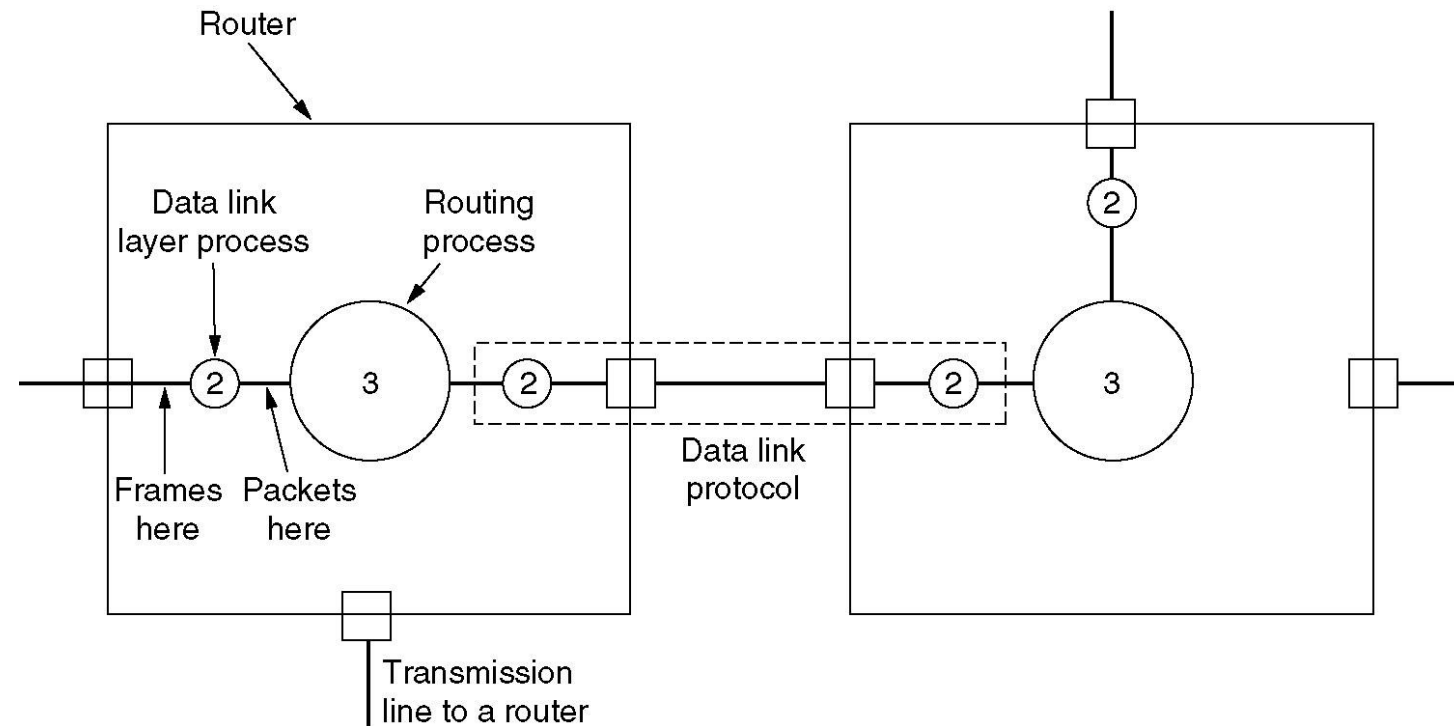 Router
Data link
layer process
Routing
process
2
2
3
2
2
3
Frames
here
Packets
here
Data link
protocol
Transmission
line to a router